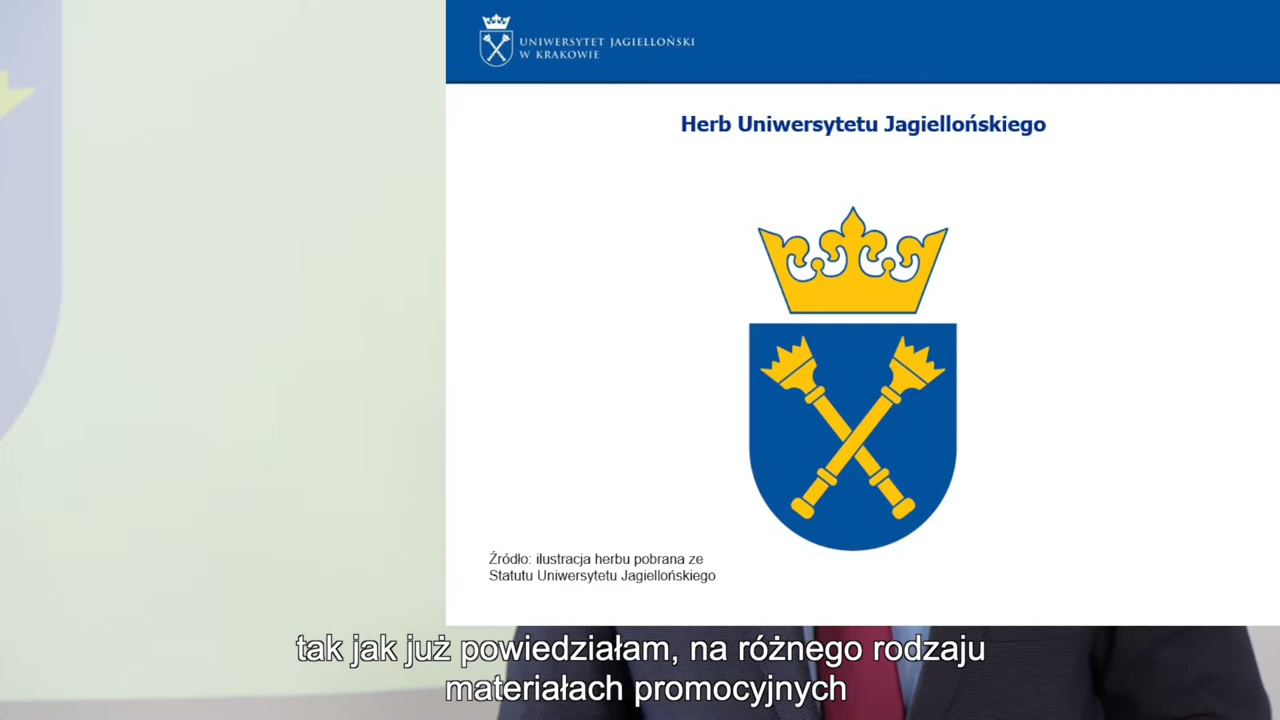 UNIWERSYTET JAGIELLOŃSKI
W KRAKOWIE
Herb Uniwersytetu Jagiellońskiego
Źródło: ilustracja herbu pobrana ze
Statutu Uniwersytetu Jagiellońskiego
tak jak już powiedziałam, na różnego rodzaju
materiałach promocyjnych